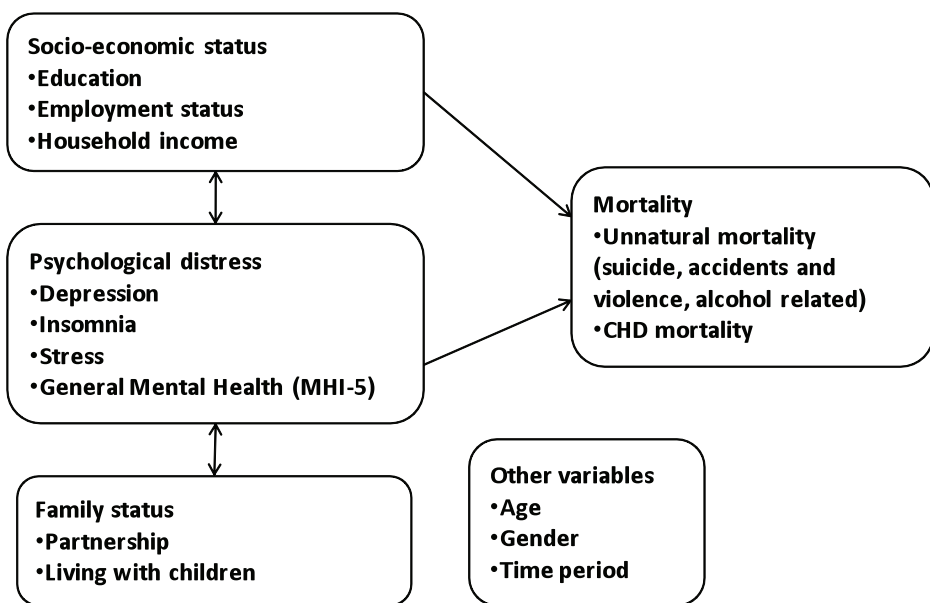 Socio-economic status
•Education
•Employment status
•Household income
Psychological distress
•Depression
•Insomnia
•Stress
•General Mental Health (MHI-5)
Family status
•Partnership
•Living with children
Mortality
•Unnatural mortality
(suicide, accidents and
violence, alcohol related)
•CHD mortality
Other variables
•Age
•Gender
•Time period